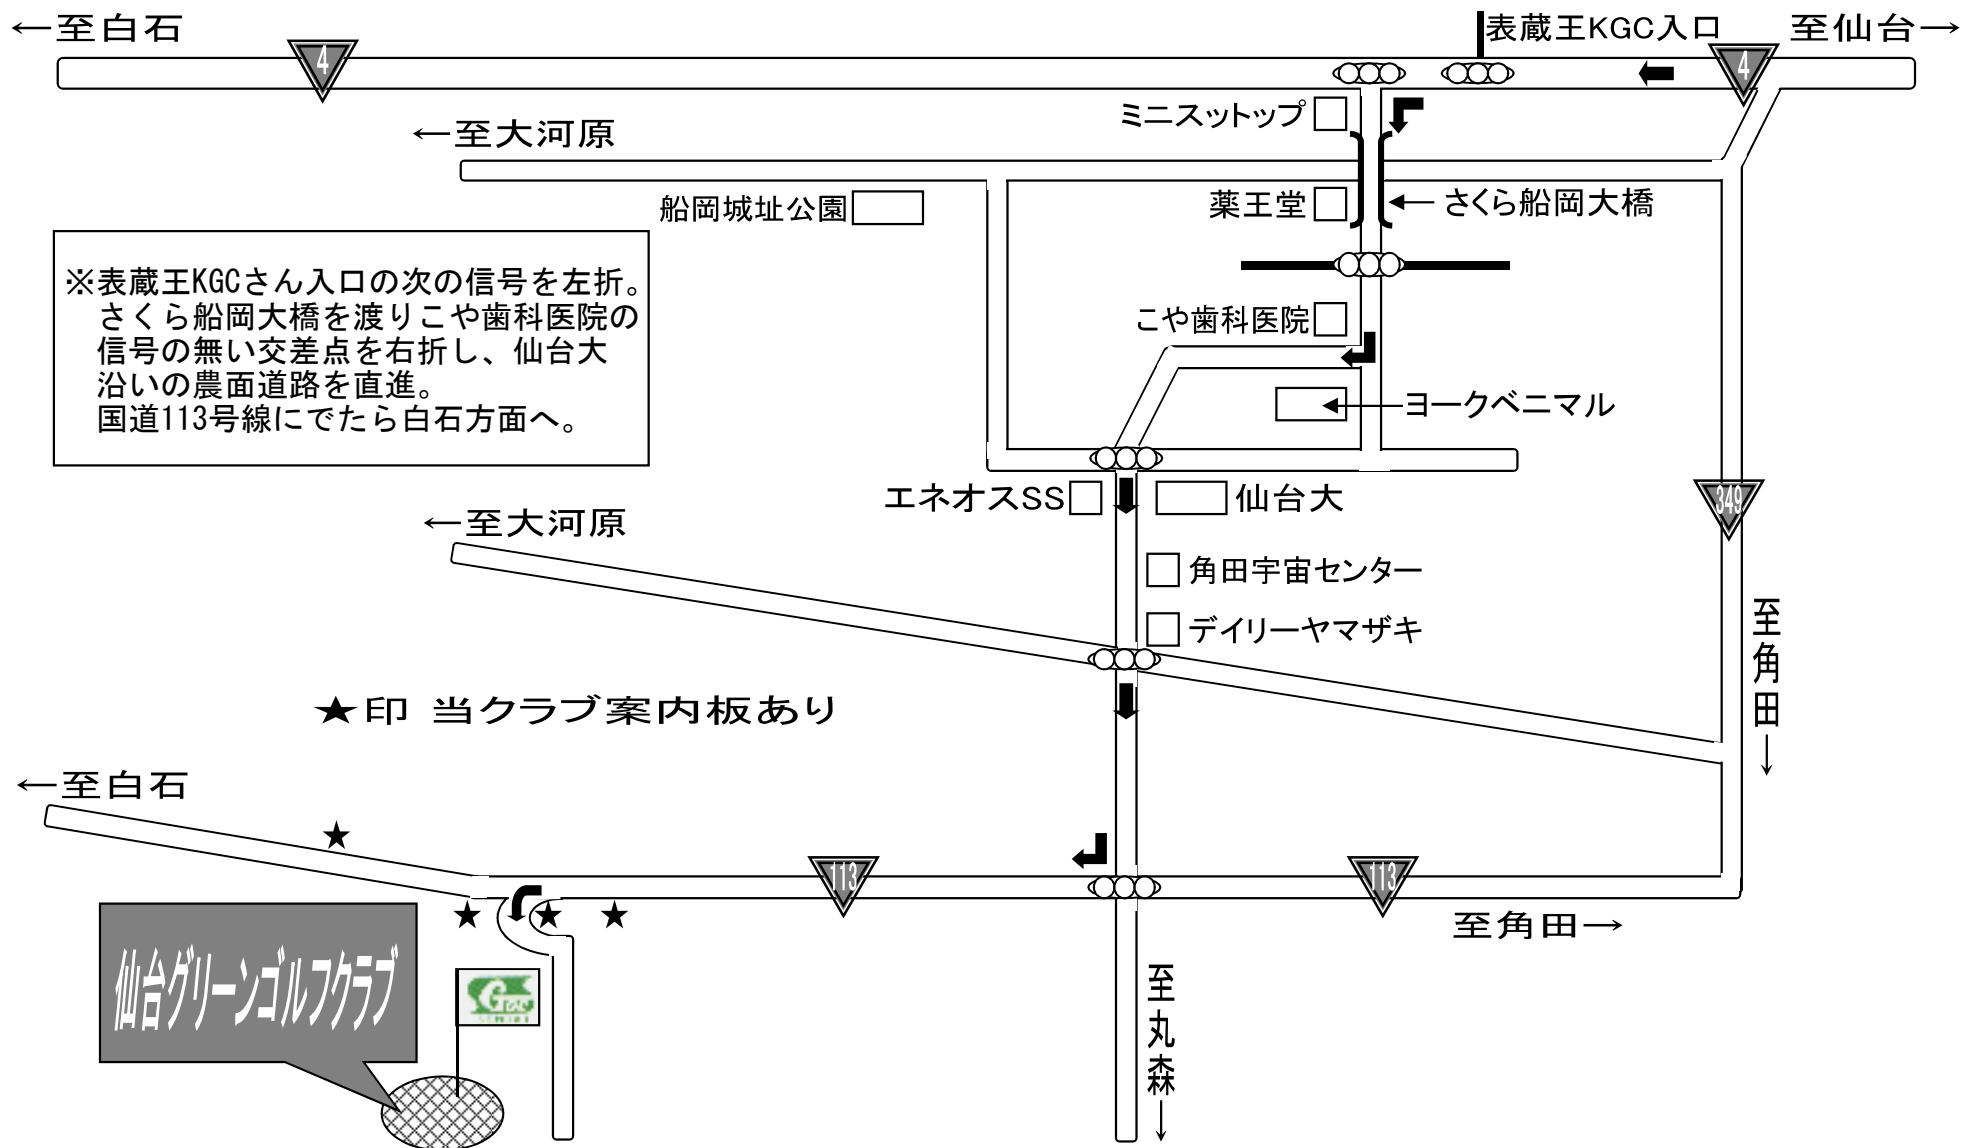 ←至白石
表蔵王KGC入口
至仙台→
4
4
ミニスットップ
←至大河原
船岡城址公園
薬王堂
さくら船岡大橋
※表蔵王KGCさん入口の次の信号を左折。
さくら船岡大橋を渡りこや歯科医院の
信号の無い交差点を右折し、仙台大
沿いの農面道路を直進。
国道113号線にでたら白石方面へ。
こや歯科医院
ヨークベニマル
エネオスSS
仙台大
349
←至大河原
角田宇宙センター
デイリーヤマザキ
至角田→
★印 当クラブ案内板あり
←至白石
113
113
至角田→
仙台グリーンゴルフクラブ
至丸森→